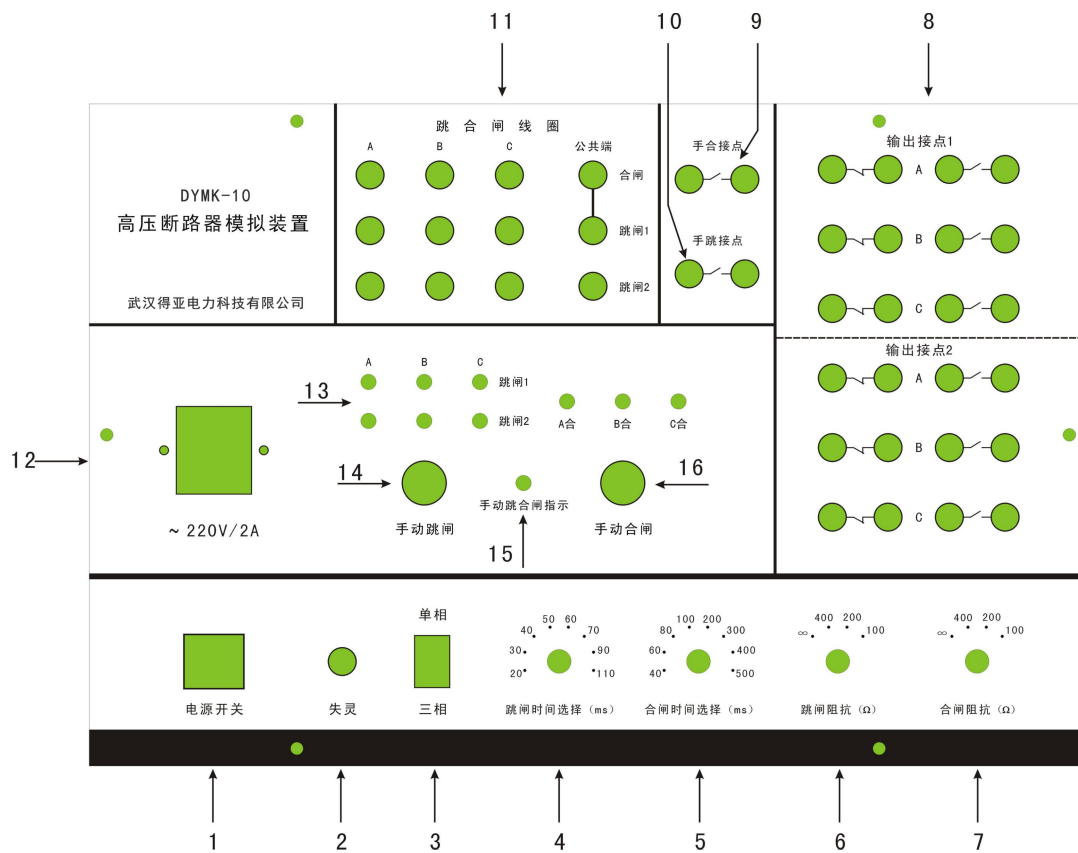 11
10
9
8
DYMK-10
高压断路器模拟装置
武汉得亚电力科技有限公司
跳合闸线圈
A B C 公共端
合闸
跳闸1
跳闸2
手合接点
手跳接点
输出接点1
A
B
C
输出接点2
A
B
C
12
~220V/2A
13
A B C
跳闸1
跳闸2
A合 B合 C合
14
16
手动跳闸
手动跳合闸指示
手动合闸
15
电源开关
失灵
单相
三相
20 30 40 50 60 70 90 110
跳闸时间选择(ms)
40 60 80 100 200 300 400 500
合闸时间选择(ms)
∞ 400 200 100
跳闸阻抗(Ω)
∞ 400 200 100
合闸阻抗(Ω)
1 2 3 4 5 6 7